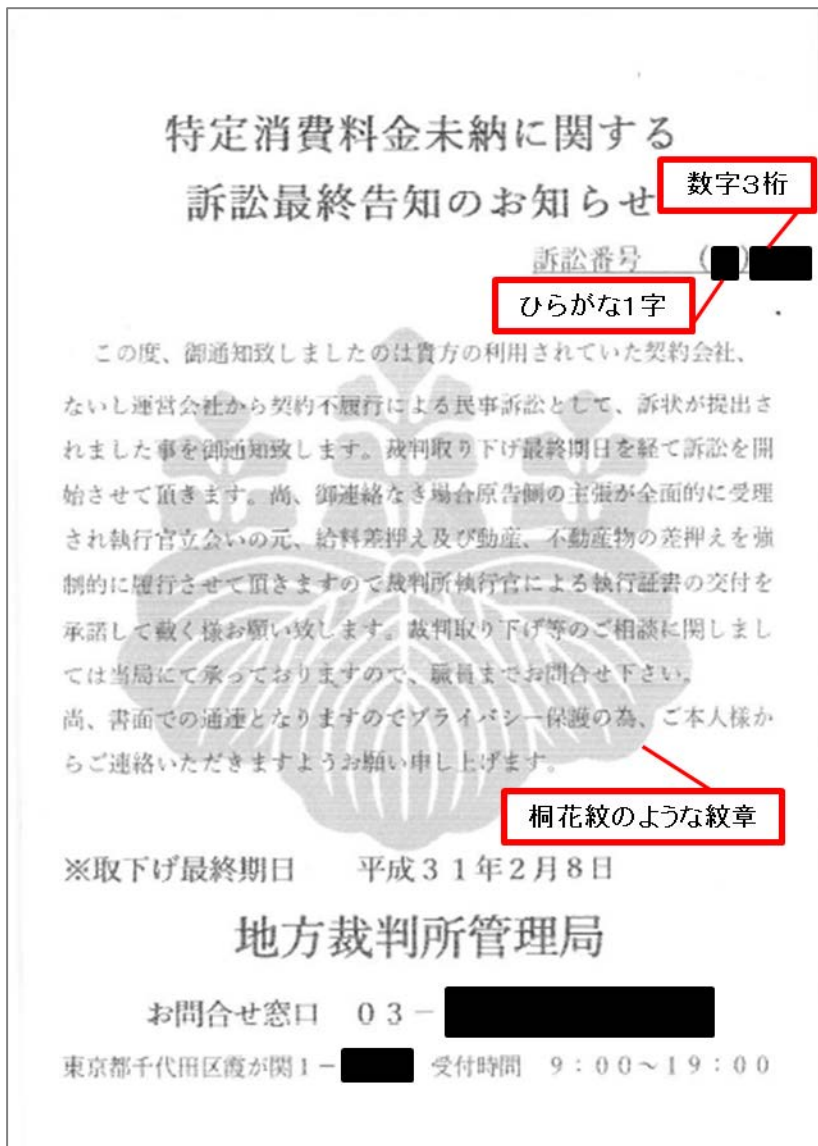 特定消費料金未納に関する
訴訟最終告知のお知らせ
数字3桁
訴訟番号 ( )
ひらがな1字
この度、御通知致しましたのは貴方の利用されていた契約会社、
ないし運営会社から契約不履行による民事訴訟として、訴状が提出さ
れました事を御通知致します。裁判取り下げ最終期日を経て訴訟を開
始させて頂きます。尚、御連絡なき場合原告側の主張が全面的に受理
され執行官立会いの元、給料差押え及び動産、不動産物の差押えを強
制的に履行させて頂きますので裁判所執行官による執行証書の交付を
承諾して戴く様お願い致します。裁判取り下げ等のご相談に関しまし
ては当局にて承っておりますので、職員までお問合せ下さい。
尚、書面での通達となりますのでプライバシー保護の為、ご本人様か
らご連絡いただきますようお願い申し上げます。
桐花紋のような紋章
※取下げ最終期日 平成31年2月8日
地方裁判所管理局
お問合せ窓口 03-
東京都千代田区霞が関1- 受付時間 9:00~19:00